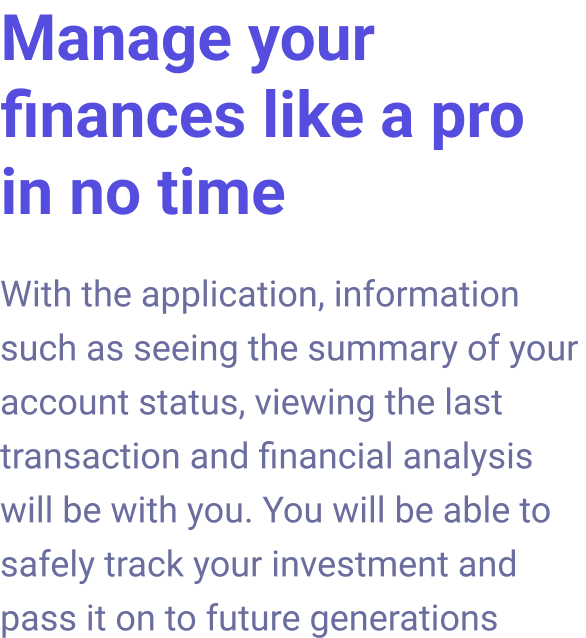 Manage your
finances like a pro
in no time
With the application, information
such as seeing the summary of your
account status, viewing the last
transaction and financial analysis
will be with you. You will be able to
safely track your investment and
pass it on to future generations